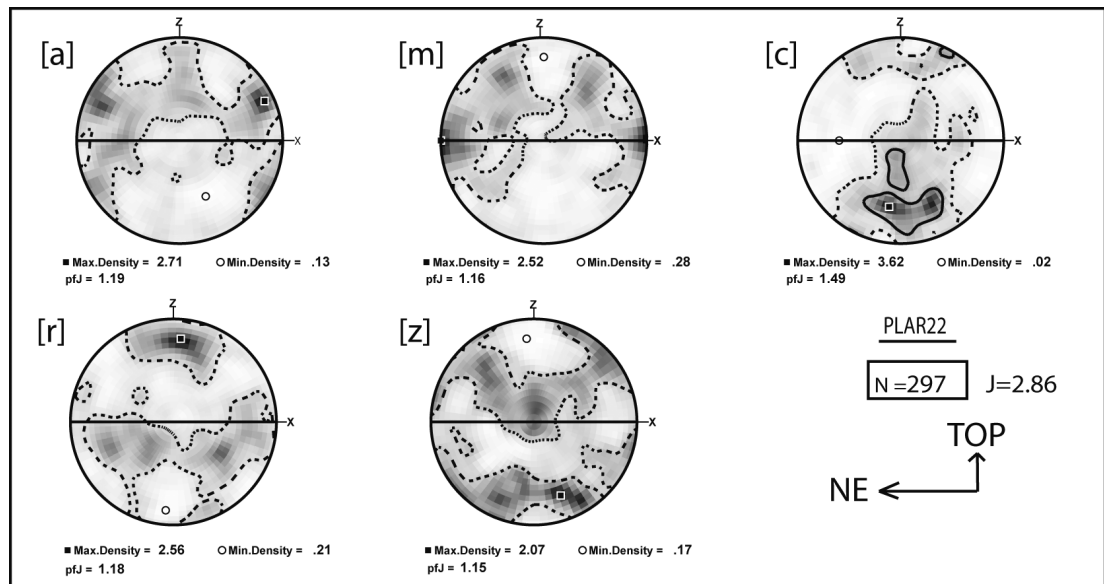 [a]
Z
X
■ Max.Density = 2.71 ○ Min.Density = .13
pfJ = 1.19
[m]
Z
X
■ Max.Density = 2.52 ○ Min.Density = .28
pfJ = 1.16
[c]
Z
X
■ Max.Density = 3.62 ○ Min.Density = .02
pfJ = 1.49
[r]
Z
X
■ Max.Density = 2.56 ○ Min.Density = .21
pfJ = 1.18
[z]
Z
X
■ Max.Density = 2.07 ○ Min.Density = .17
pfJ = 1.15
PLAR22
N =297 J=2.86
TOP
NE